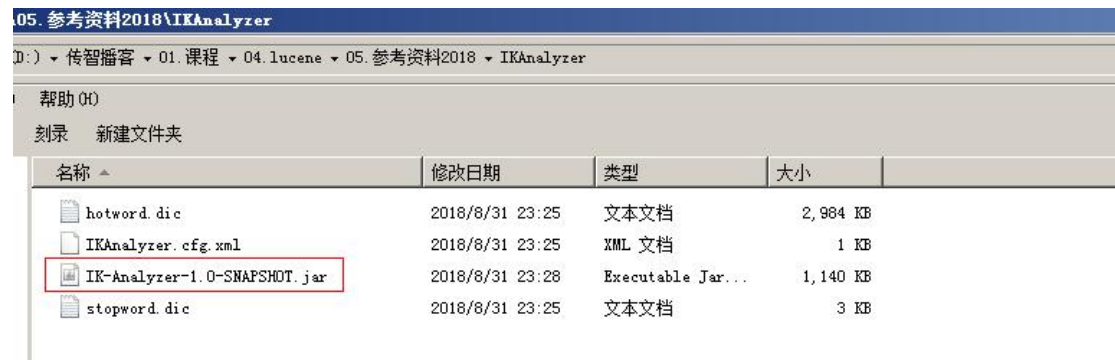 .05.参考资料2018\IKAnalyzer
D:) ▾ 传智播客 ▾ 01.课程 ▾ 04.lucene ▾ 05.参考资料2018 ▾ IKAnalyzer
帮助(H)
刻录 新建文件夹
名称 修改日期 类型 大小
hotword.dic 2018/8/31 23:25 文本文档 2,984 KB
IKAnalyzer.cfg.xml 2018/8/31 23:25 XML 文档 1 KB
IK-Analyzer-1.0-SNAPSHOT.jar 2018/8/31 23:28 Executable Jar... 1,140 KB
stopword.dic 2018/8/31 23:25 文本文档 3 KB